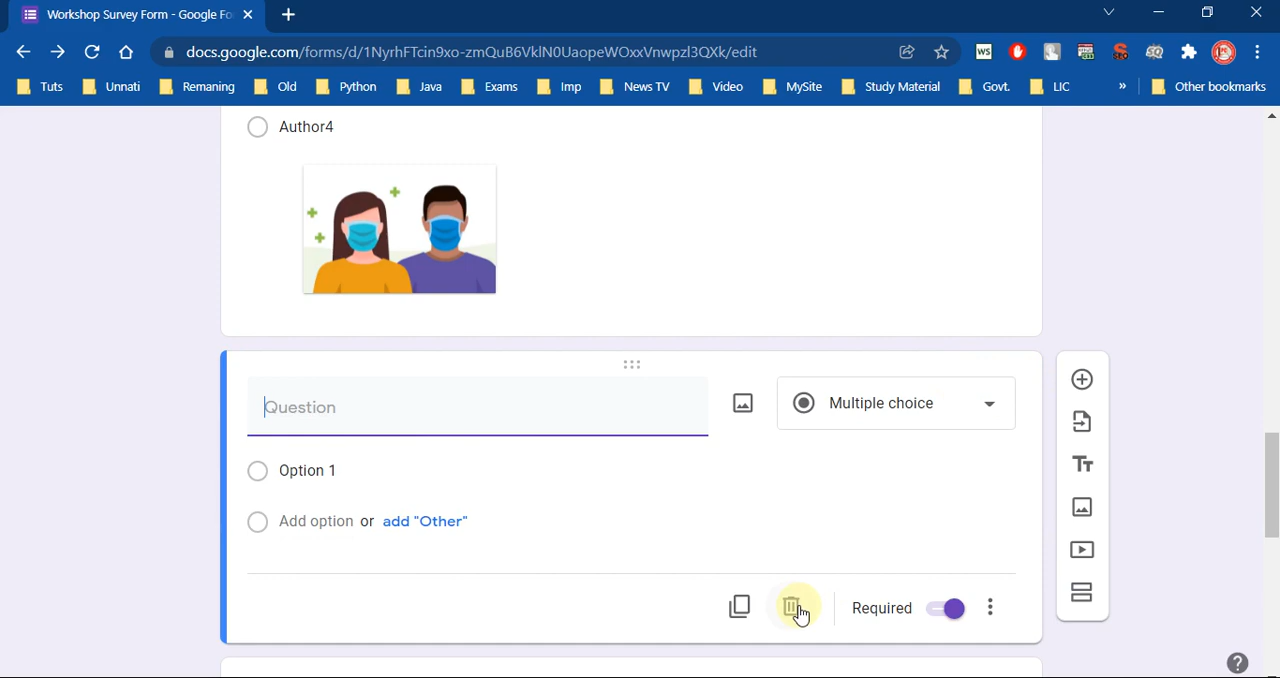 Workshop Survey Form - Google Fo
docs.google.com/forms/d/1NyrhFTcin9xo-zmQuB6VklN0UaopeWOxxVnwpzl3QXk/edit
Tuts
Unnati
Remaning
Old
Python
Java
Exams
Imp
News TV
Video
MySite
Study Material
Govt.
LIC
»
Other bookmarks
Author4
Question
Multiple choice
Option 1
Add option or add "Other"
Required